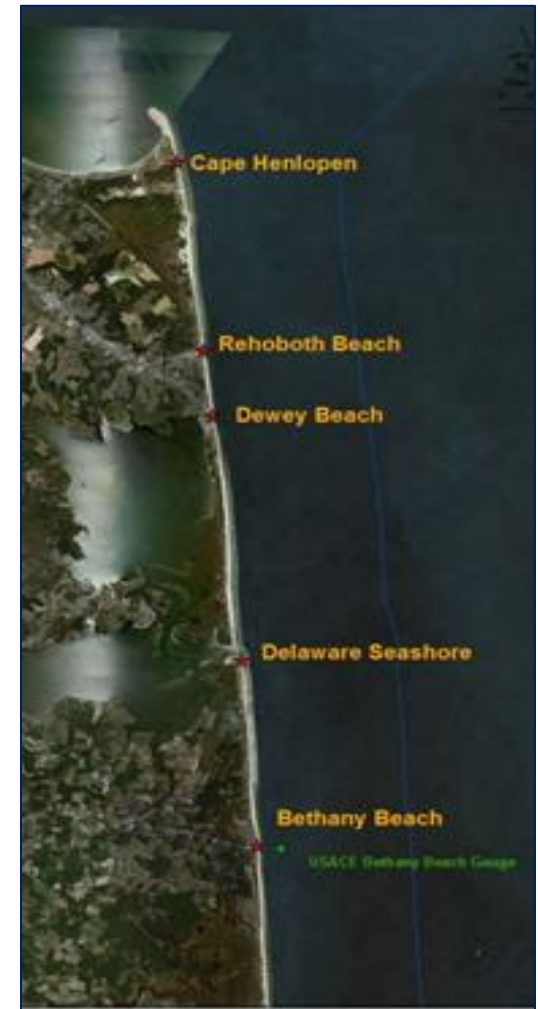 Cape Henlopen
Rehoboth Beach
Dewey Beach
Delaware Seashore
Bethany Beach
USACE Bethany Beach Gauge